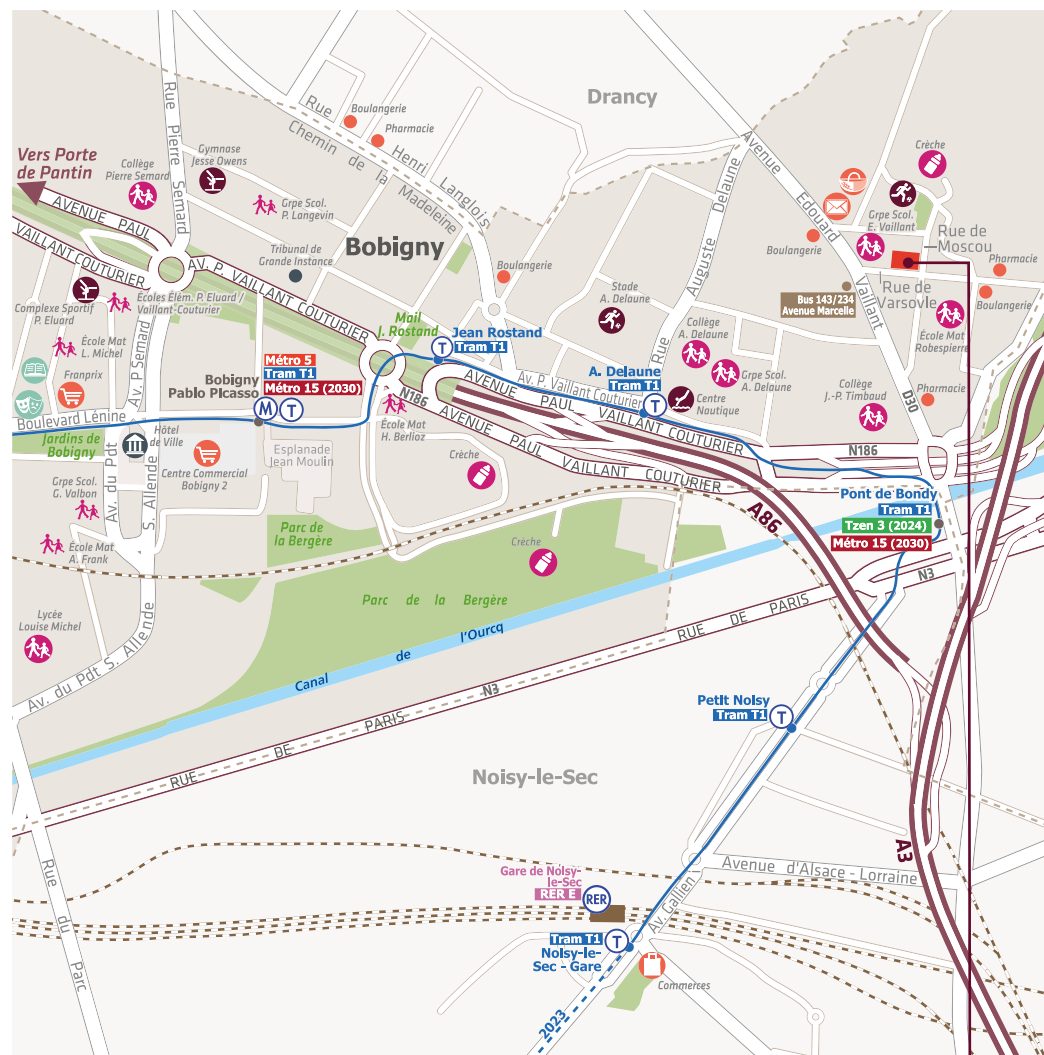 Drancy
Rue
Henri
Langlois
Boulangerie
Pharmacie
Chemin de
la Madeleine
Vers Porte
de Pantin
Rue Pierre Semard
Collège
Pierre Semard
Gymnase
Jesse Owens
Grpe Scol.
P. Langevin
Tribunal de
Grande Instance
Bobigny
AVENUE PAUL
VAILLANT COUTURIER
AV. P. VAILLANT COUTURIER
Boulangerie
Stade
A. Delaune
Rue Auguste Delaune
Avenue Edouard Vaillant
Crèche
Grpe Scol.
E. Vaillant
Rue de
Moscou
Boulangerie
Pharmacie
Rue de
Varsovie
Boulangerie
Bus 143/234
Avenue Marcelle
École Mat
Robespierre
Complexe Sportif
P. Eluard
Écoles Élém. P. Eluard /
Vaillant-Couturier
École Mat
L. Michel
Av. P Semard
Franprix
Mail
J. Rostand
Jean Rostand
Tram T1
Métro 5
Tram T1
Métro 15 (2030)
Bobigny
Pablo Picasso
M
T
T
N186
Av. P. Vaillant Couturier
AVENUE PAUL VAILLANT COUTURIER
AVENUE PAUL VAILLANT COUTURIER
A. Delaune
Tram T1
T
Collège
A. Delaune
Grpe Scol.
A. Delaune
Centre
Nautique
Collège
J.-P. Timbaud
Pharmacie
D30
N186
Boulevard Lénine
Jardins de
Bobigny
Hôtel
de Ville
Centre Commercial
Bobigny 2
Esplanade
Jean Moulin
École Mat
H. Berlioz
Crèche
Grpe Scol.
G. Valbon
École Mat
A. Frank
Av. du Pdt
S. Allende
Parc de
la Bergère
Crèche
Parc de la Bergère
A86
Pont de Bondy
Tram T1
Tzen 3 (2024)
Métro 15 (2030)
N3
Lycée
Louise Michel
Av. du Pdt S. Allende
Canal de l'Ourcq
RUE DE PARIS
N3
RUE DE PARIS
Petit Noisy
Tram T1
T
Noisy-le-Sec
A3
Avenue d'Alsace - Lorraine
Gare de Noisy-
le-Sec
RER E
RER
Av. Gallieni
Tram T1
T
Noisy-le-
Sec - Gare
Commerces
2023
Rue du Parc